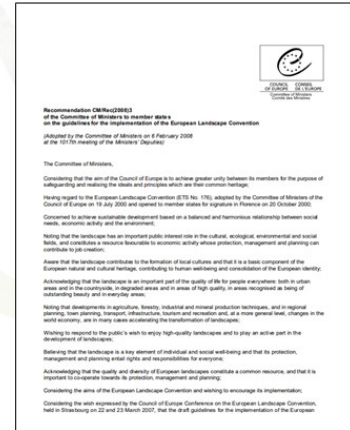 COUNCIL CONSEIL
OF EUROPE DE L'EUROPE
Committee of Ministers
Comité des Ministres
Recommendation CM/Rec(2008)3
of the Committee of Ministers to member states
on the guidelines for the implementation of the European Landscape Convention
(Adopted by the Committee of Ministers on 6 February 2008
at the 1017th meeting of the Ministers' Deputies)
The Committee of Ministers,
Considering that the aim of the Council of Europe is to achieve greater unity between its members for the purpose of
safeguarding and realising the ideals and principles which are their common heritage;
Having regard to the European Landscape Convention (ETS No. 176), adopted by the Committee of Ministers of the
Council of Europe on 19 July 2000 and opened to member states for signature in Florence on 20 October 2000;
Concerned to achieve sustainable development based on a balanced and harmonious relationship between social
needs, economic activity and the environment;
Noting that the landscape has an important public interest role in the cultural, ecological, environmental and social
fields, and constitutes a resource favourable to economic activity whose protection, management and planning can
contribute to job creation;
Aware that the landscape contributes to the formation of local cultures and that it is a basic component of the
European natural and cultural heritage, contributing to human well-being and consolidation of the European identity;
Acknowledging that the landscape is an important part of the quality of life for people everywhere: both in urban
areas and in the countryside, in degraded areas and in areas of high quality, in areas recognised as being of
outstanding beauty and in everyday areas;
Noting that developments in agriculture, forestry, industrial and mineral production techniques, and in regional
planning, town planning, transport, infrastructure, tourism and recreation and, at a more general level, changes in the
world economy, are in many cases accelerating the transformation of landscapes;
Wishing to respond to the public's wish to enjoy high-quality landscapes and to play an active part in the
development of landscapes;
Believing that the landscape is a key element of individual and social well-being and that its protection,
management and planning entail rights and responsibilities for everyone;
Acknowledging that the quality and diversity of European landscapes constitute a common resource, and that it is
important to co-operate towards its protection, management and planning;
Considering the aims of the European Landscape Convention and wishing to encourage its implementation;
Considering the wish expressed by the Council of Europe Conference on the European Landscape Convention,
held in Strasbourg on 22 and 23 March 2007, that the draft guidelines for the implementation of the European